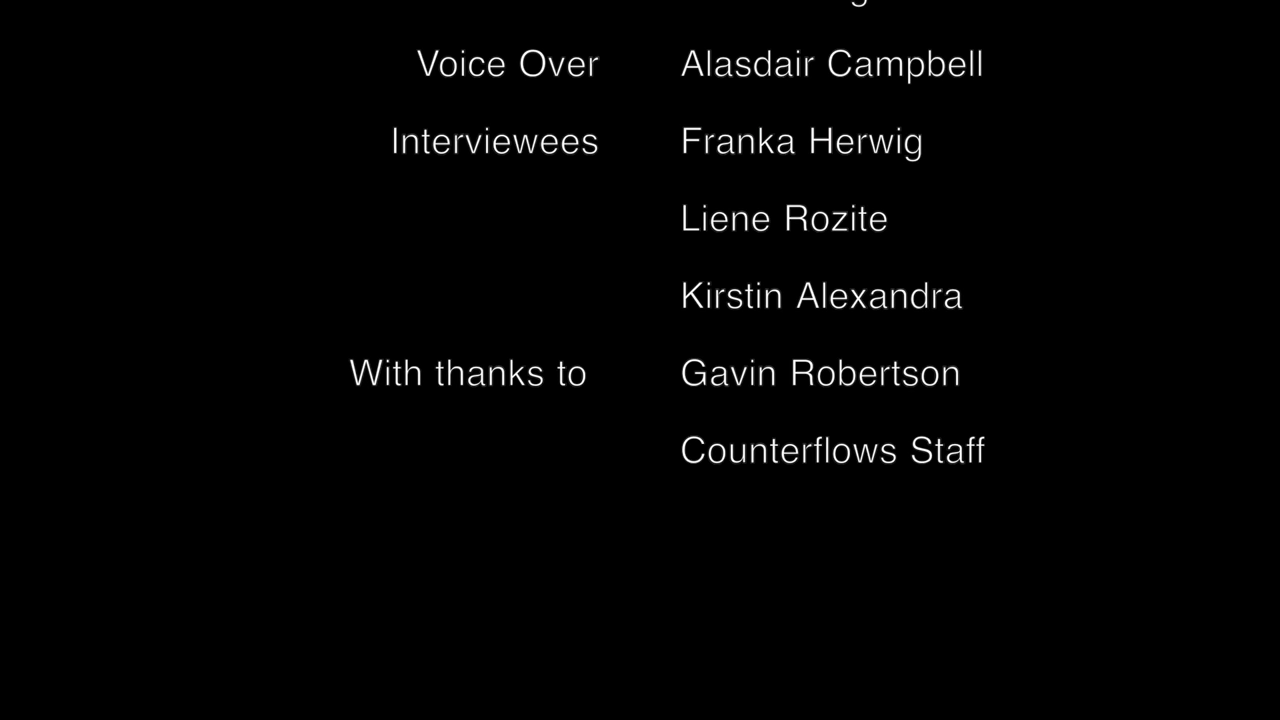 Voice Over Alasdair Campbell
Interviewees Franka Herwig
Liene Rozite
Kirstin Alexandra
With thanks to Gavin Robertson
Counterflows Staff